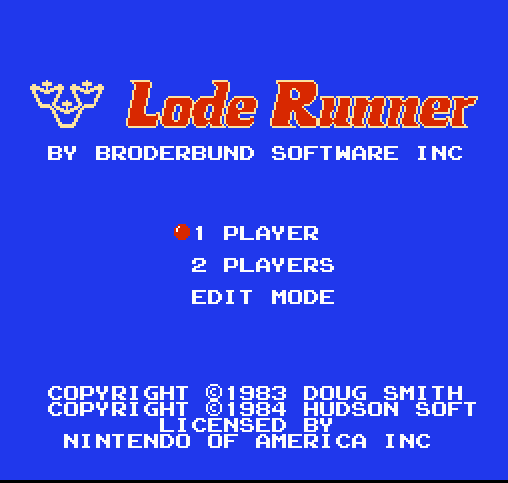 Lode Runner
BY BRODERBUND SOFTWARE INC
1 PLAYER
2 PLAYERS
EDIT MODE
COPYRIGHT ©1983 DOUG SMITH
COPYRIGHT ©1984 HUDSON SOFT
LICENSED BY
NINTENDO OF AMERICA INC